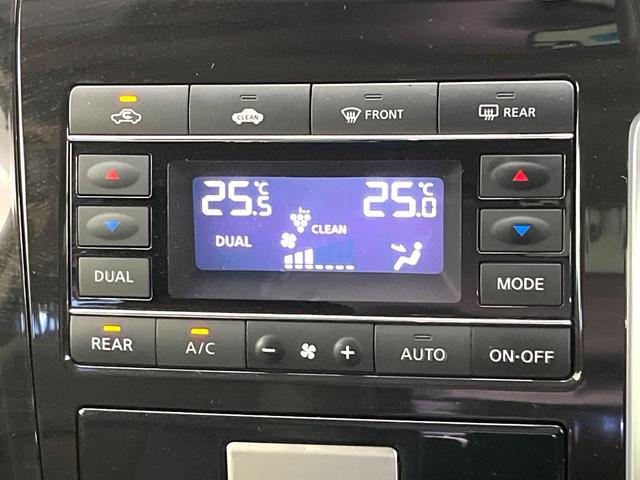 CLEAN
FRONT
REAR
25.5℃
25.0℃
CLEAN
DUAL
DUAL
MODE
REAR
A/C
− +
AUTO
ON-OFF